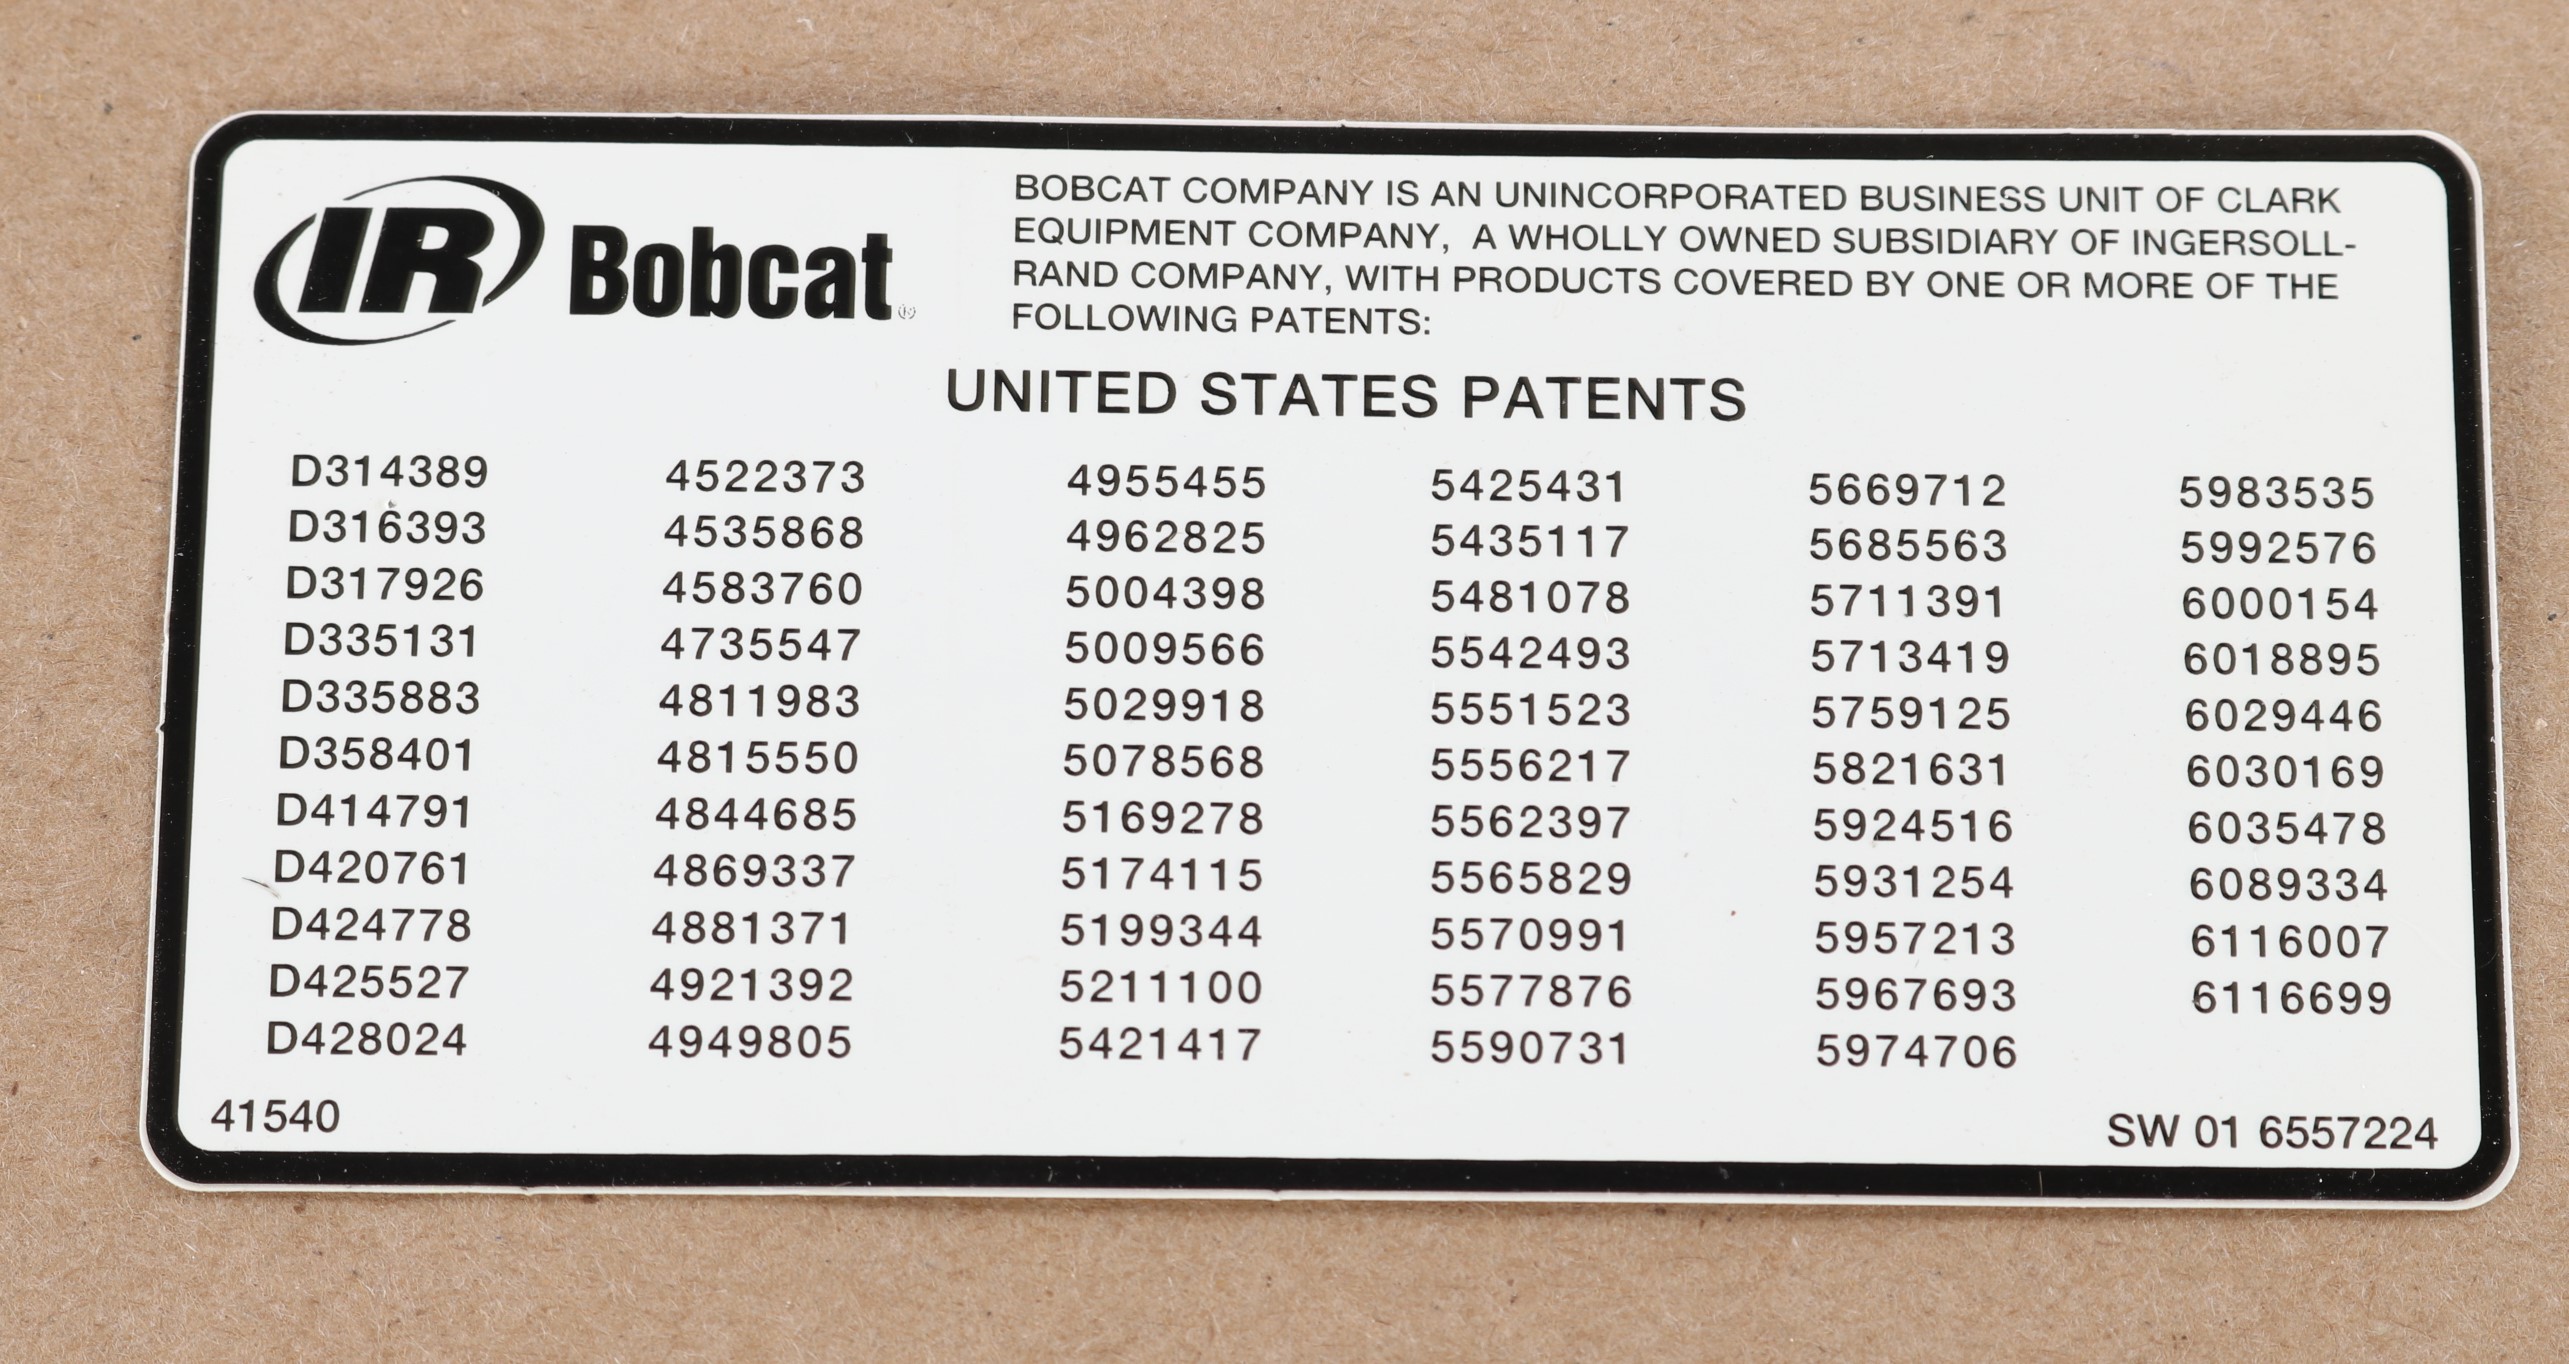 IR Bobcat®
BOBCAT COMPANY IS AN UNINCORPORATED BUSINESS UNIT OF CLARK
EQUIPMENT COMPANY, A WHOLLY OWNED SUBSIDIARY OF INGERSOLL-
RAND COMPANY, WITH PRODUCTS COVERED BY ONE OR MORE OF THE
FOLLOWING PATENTS:
UNITED STATES PATENTS
D314389 4522373 4955455 5425431 5669712 5983535
D316393 4535868 4962825 5435117 5685563 5992576
D317926 4583760 5004398 5481078 5711391 6000154
D335131 4735547 5009566 5542493 5713419 6018895
D335883 4811983 5029918 5551523 5759125 6029446
D358401 4815550 5078568 5556217 5821631 6030169
D414791 4844685 5169278 5562397 5924516 6035478
D420761 4869337 5174115 5565829 5931254 6089334
D424778 4881371 5199344 5570991 5957213 6116007
D425527 4921392 5211100 5577876 5967693 6116699
D428024 4949805 5421417 5590731 5974706
41540 SW 01 6557224